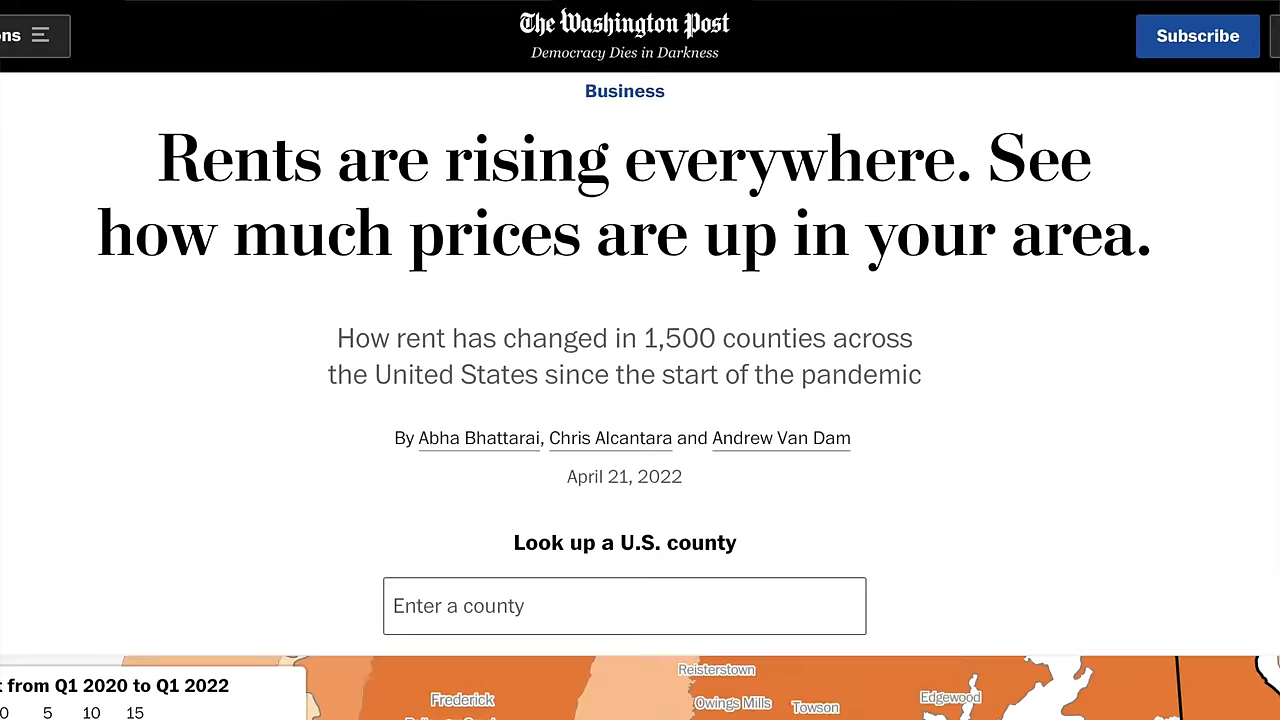 ns
The Washington Post
Subscribe
Democracy Dies in Darkness
Business
Rents are rising everywhere. See
how much prices are up in your area.
How rent has changed in 1,500 counties across
the United States since the start of the pandemic
By Abha Bhattarai, Chris Alcantara and Andrew Van Dam
April 21, 2022
Look up a U.S. county
Enter a county
from Q1 2020 to Q1 2022
0 5 10 15
Reisterstown
Frederick
Owings Mills
Towson
Edgewood